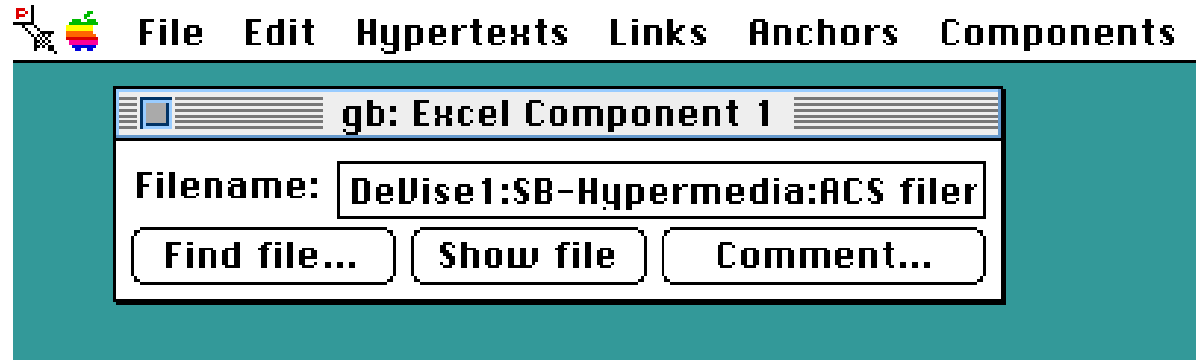 File Edit Hypertexts Links Anchors Components
gb: Excel Component 1
Filename: DeVise1:SB-Hypermedia:ACS filer
Find file... Show file Comment...